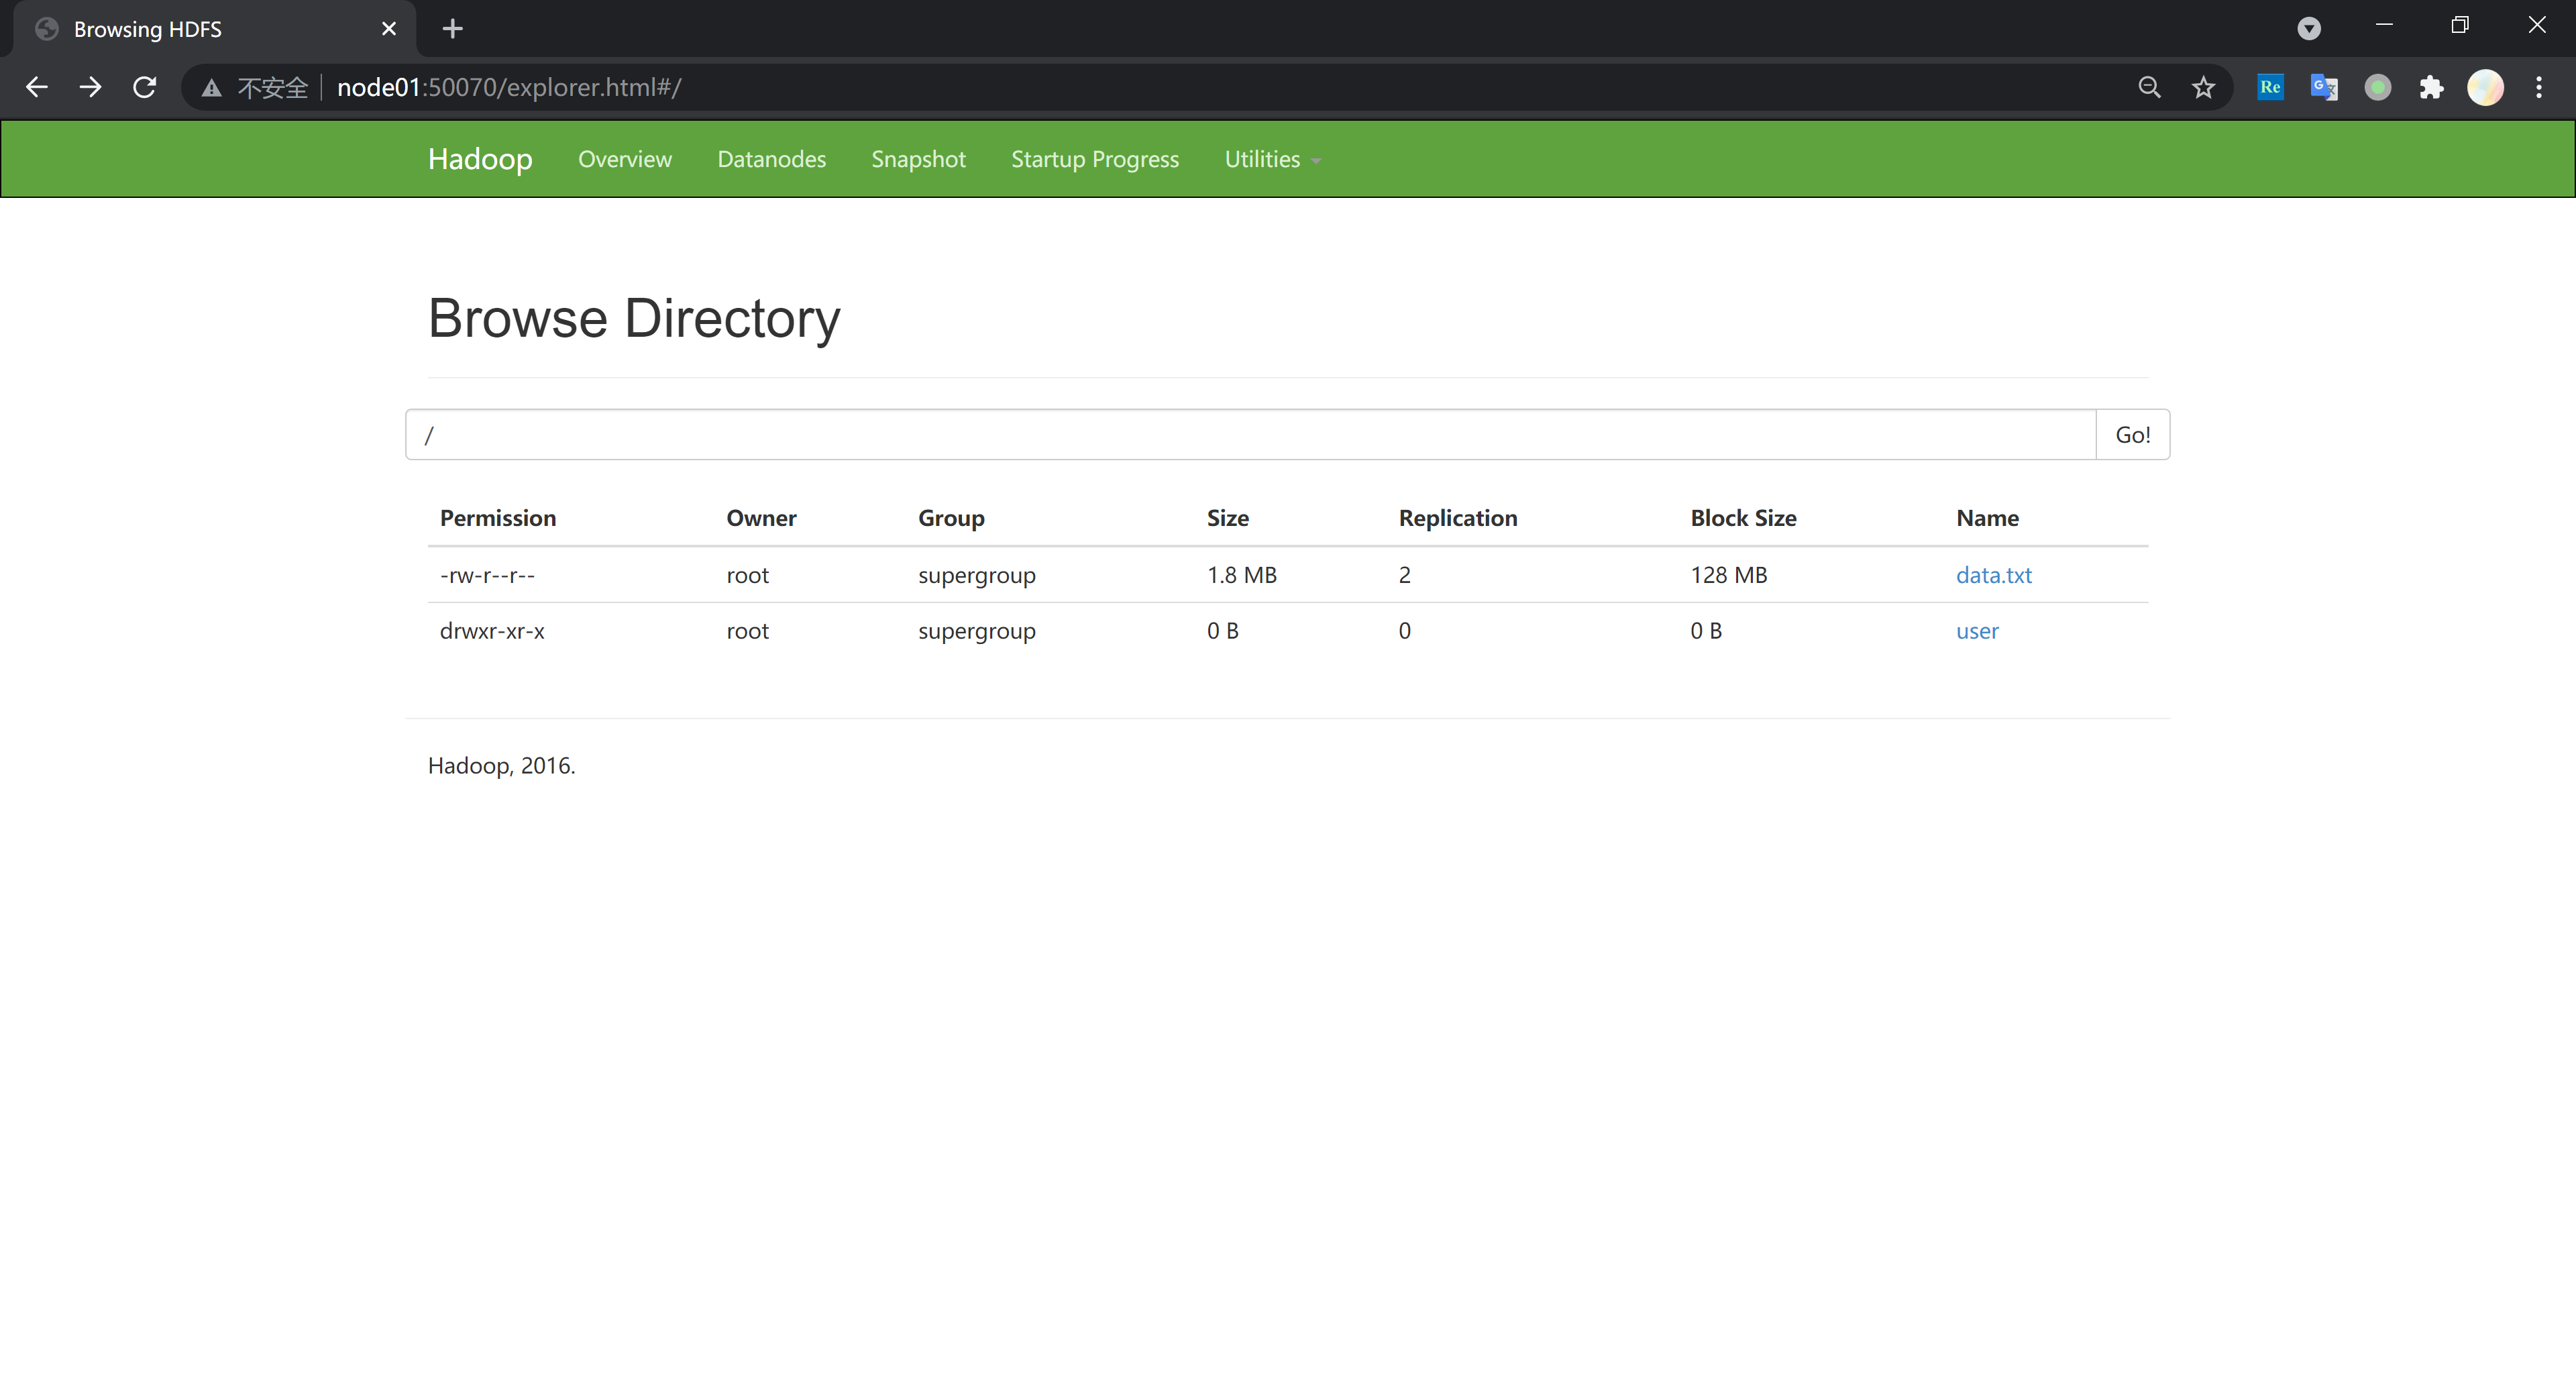 Browsing HDFS
不安全 node01:50070/explorer.html#/
Re G 文
Hadoop Overview Datanodes Snapshot Startup Progress Utilities
Browse Directory
/ Go!
Permission Owner Group Size Replication Block Size Name
-rw-r--r-- root supergroup 1.8 MB 2 128 MB data.txt
drwxr-xr-x root supergroup 0 B 0 0 B user
Hadoop, 2016.